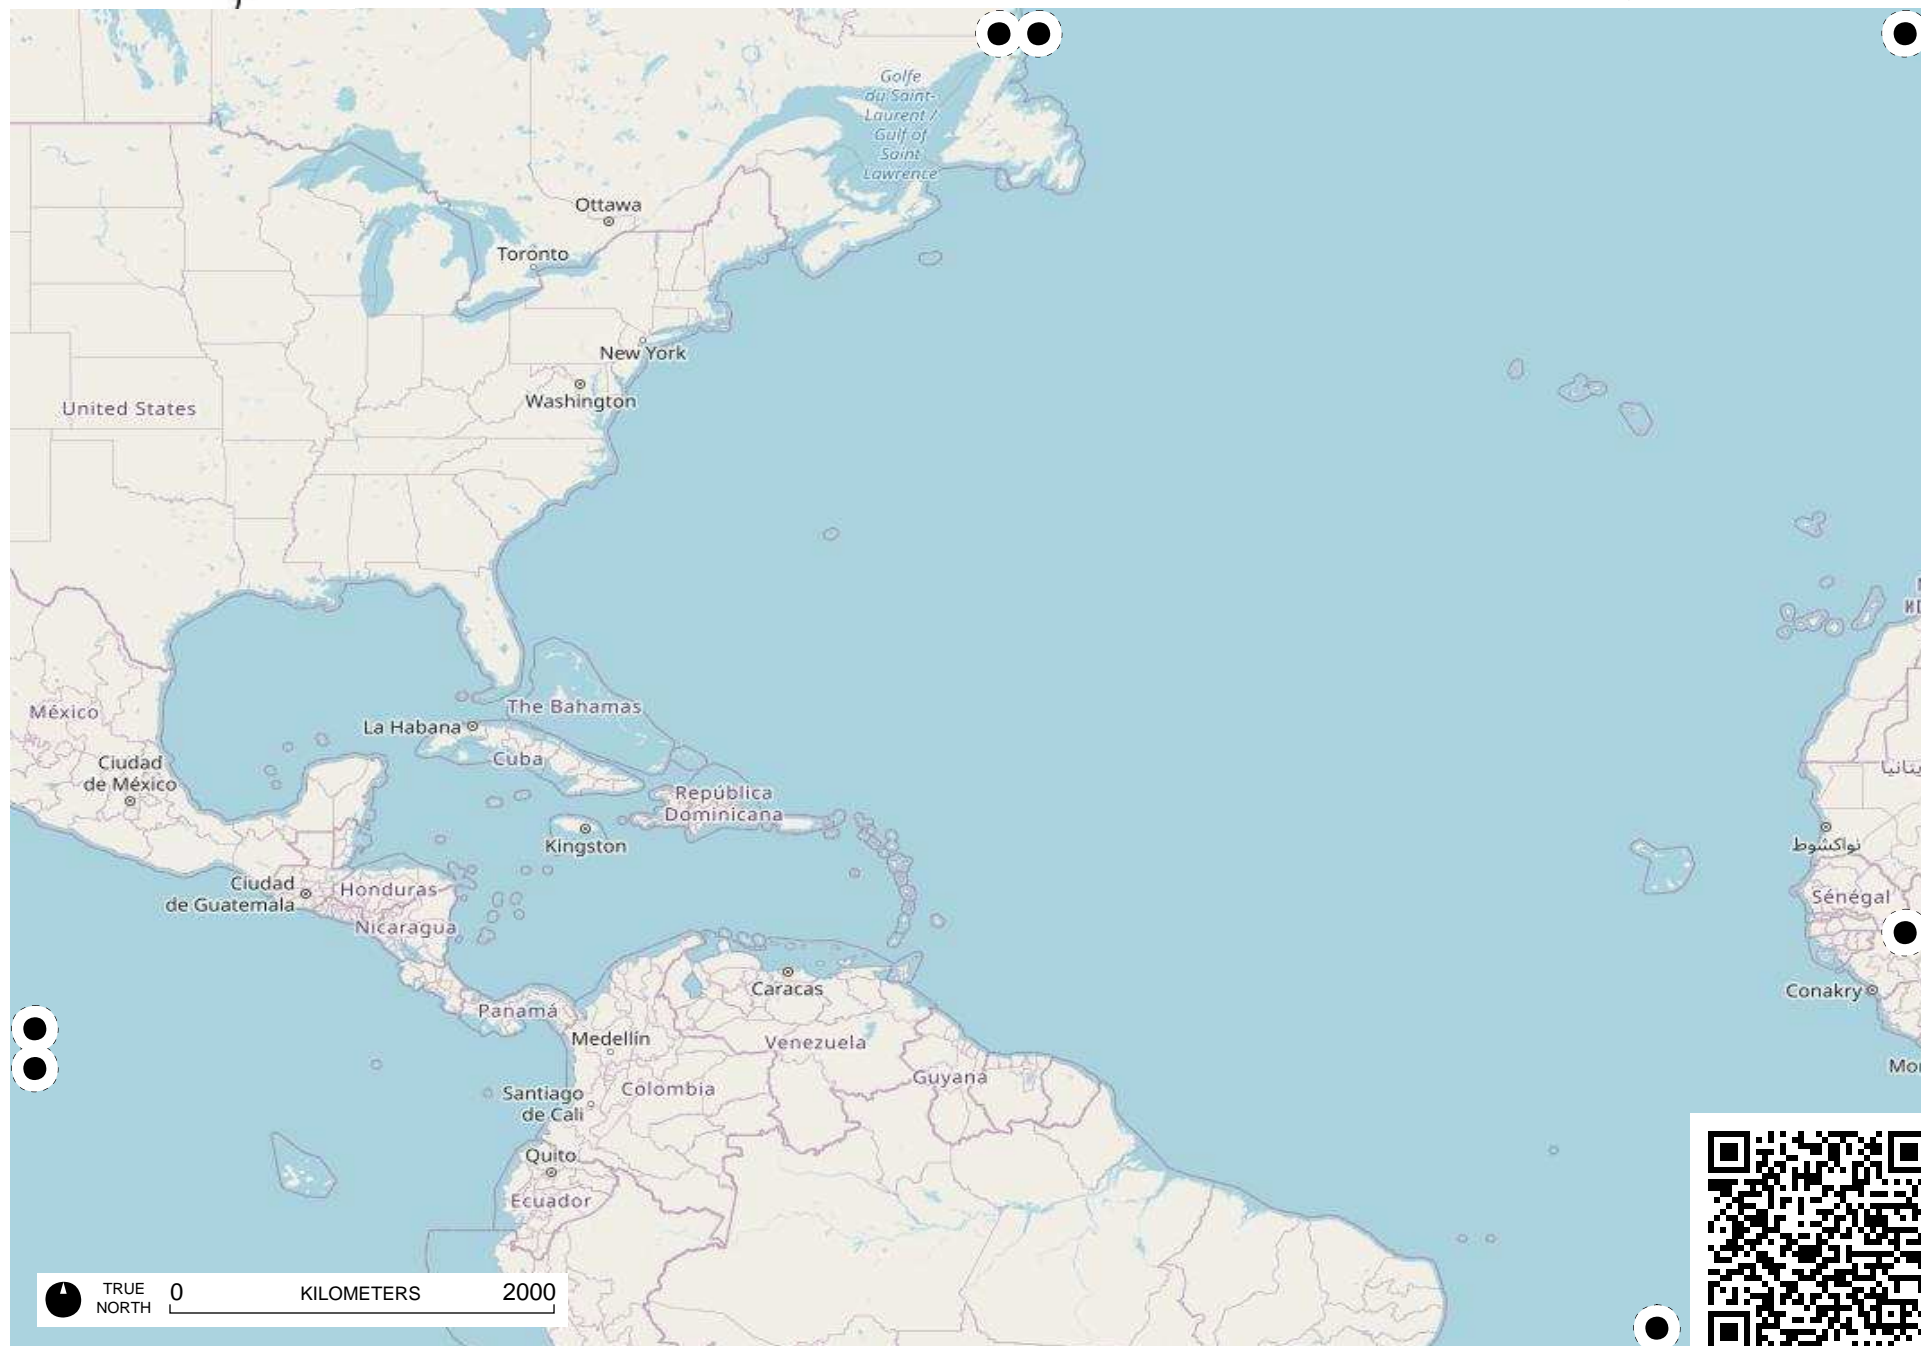 Golfe
du Saint-
Laurent /
Gulf of
Saint
Lawrence
Ottawa
Toronto
New York
Washington
United States
México
Ciudad
de México
La Habana
The Bahamas
Cuba
República
Dominicana
Kingston
Ciudad
de Guatemala
Honduras
Nicaragua
نواكشوط
Sénégal
Conakry
Caracas
Panamá
Medellín
Venezuela
Guyana
Colombia
Santiago
de Cali
Quito
Ecuador
TRUE
NORTH
0 KILOMETERS 2000